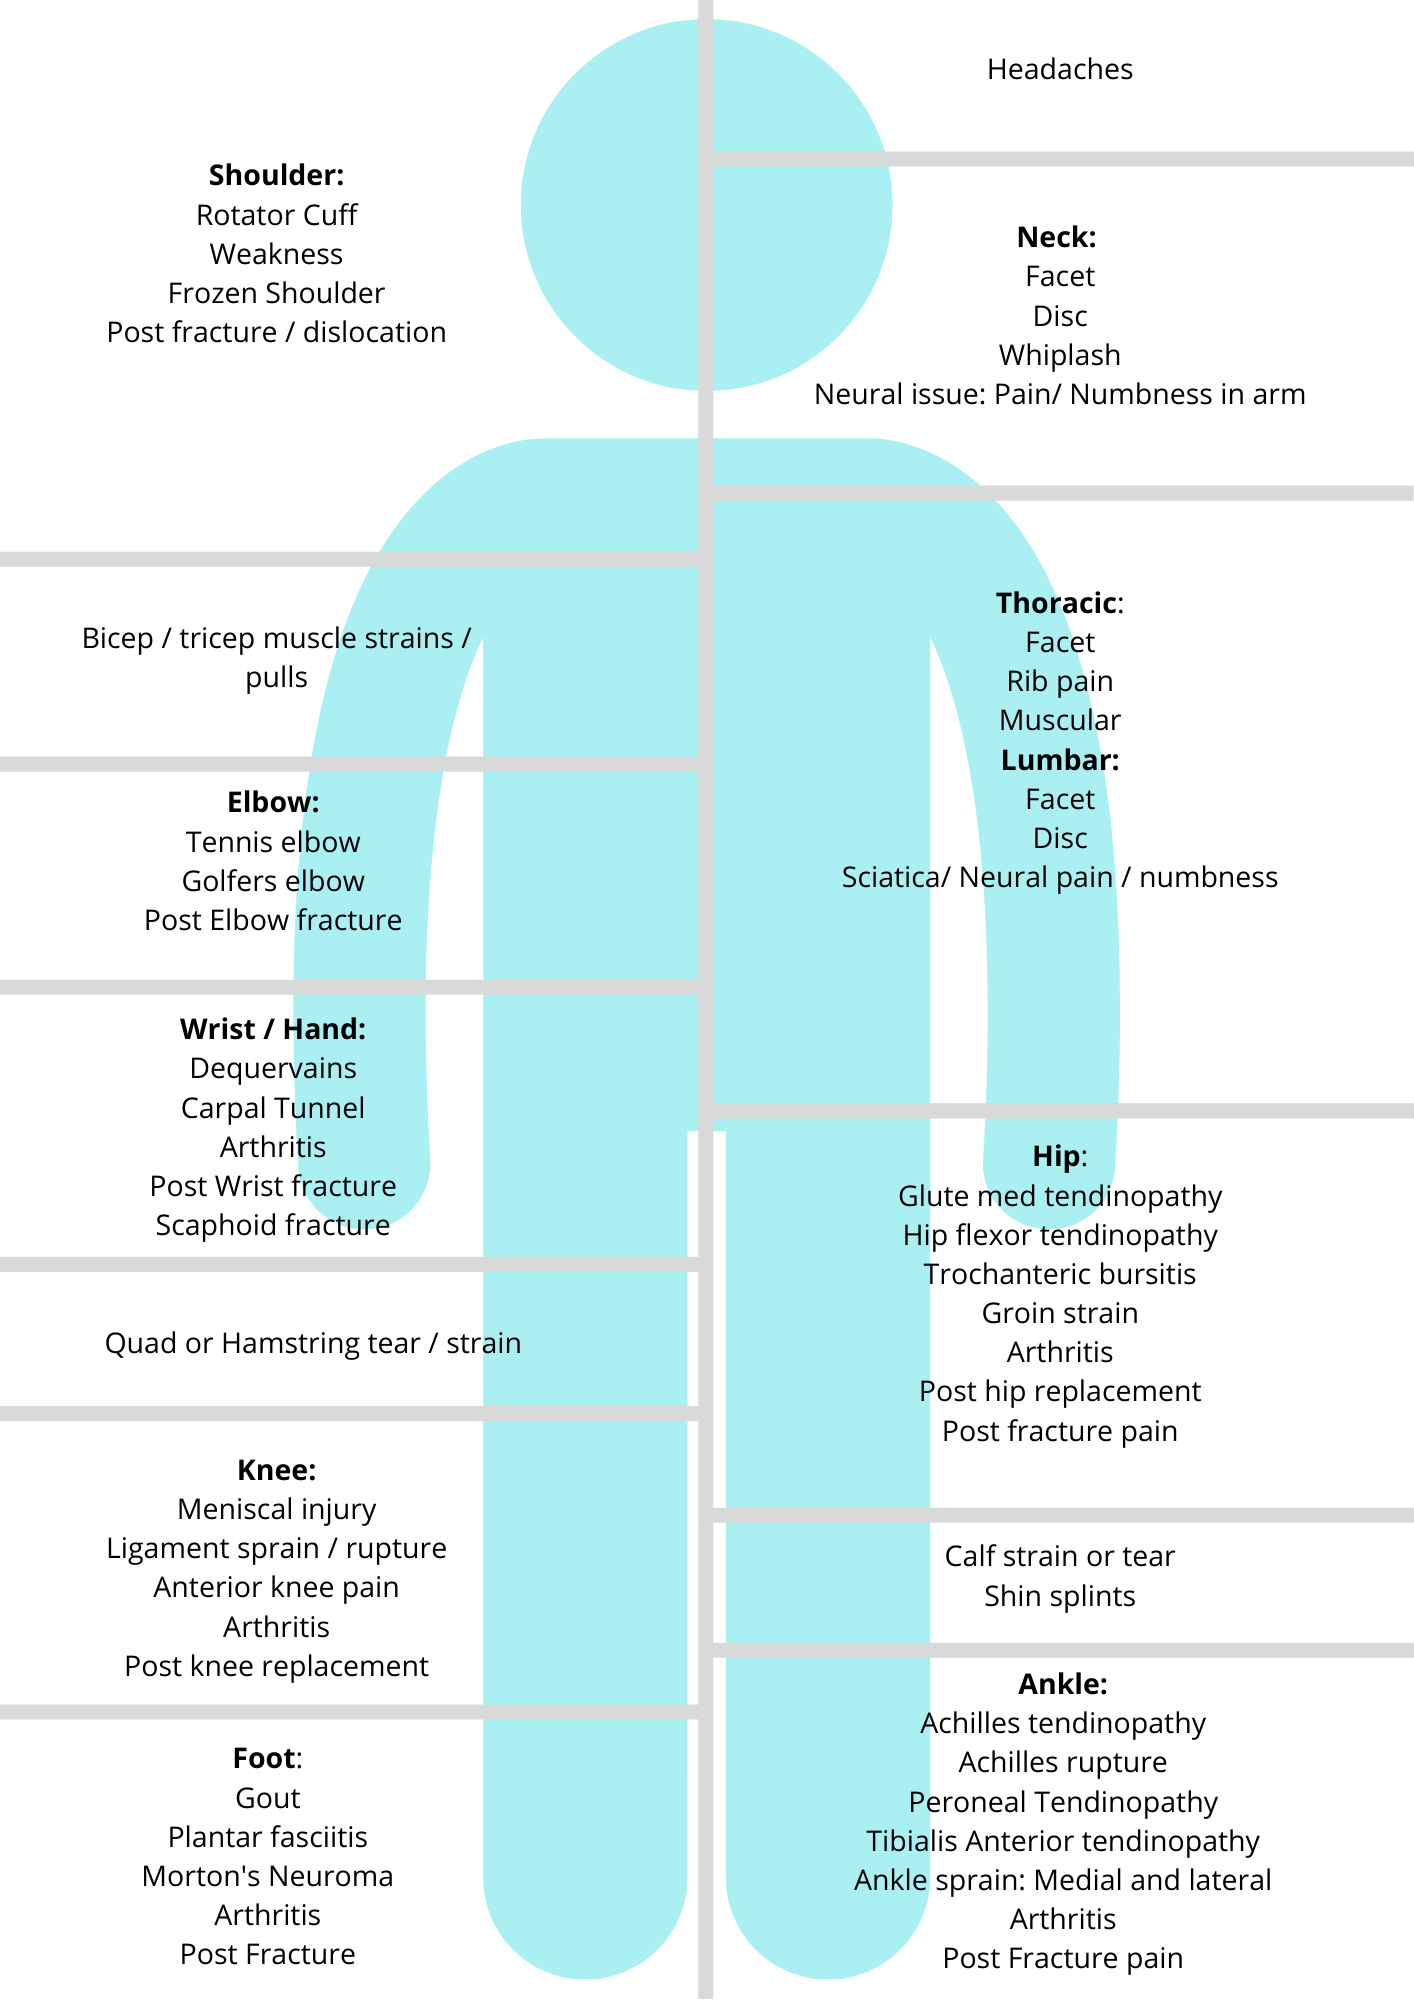 Shoulder:
Rotator Cuff
Weakness
Frozen Shoulder
Post fracture / dislocation
Bicep / tricep muscle strains /
pulls
Elbow:
Tennis elbow
Golfers elbow
Post Elbow fracture
Wrist / Hand:
Dequervains
Carpal Tunnel
Arthritis
Post Wrist fracture
Scaphoid fracture
Quad or Hamstring tear / strain
Knee:
Meniscal injury
Ligament sprain / rupture
Anterior knee pain
Arthritis
Post knee replacement
Foot:
Gout
Plantar fasciitis
Morton's Neuroma
Arthritis
Post Fracture
Headaches
Neck:
Facet
Disc
Whiplash
Neural issue: Pain/ Numbness in arm
Thoracic:
Facet
Rib pain
Muscular
Lumbar:
Facet
Disc
Sciatica/ Neural pain / numbness
Hip:
Glute med tendinopathy
Hip flexor tendinopathy
Trochanteric bursitis
Groin strain
Arthritis
Post hip replacement
Post fracture pain
Calf strain or tear
Shin splints
Ankle:
Achilles tendinopathy
Achilles rupture
Peroneal Tendinopathy
Tibialis Anterior tendinopathy
Ankle sprain: Medial and lateral
Arthritis
Post Fracture pain